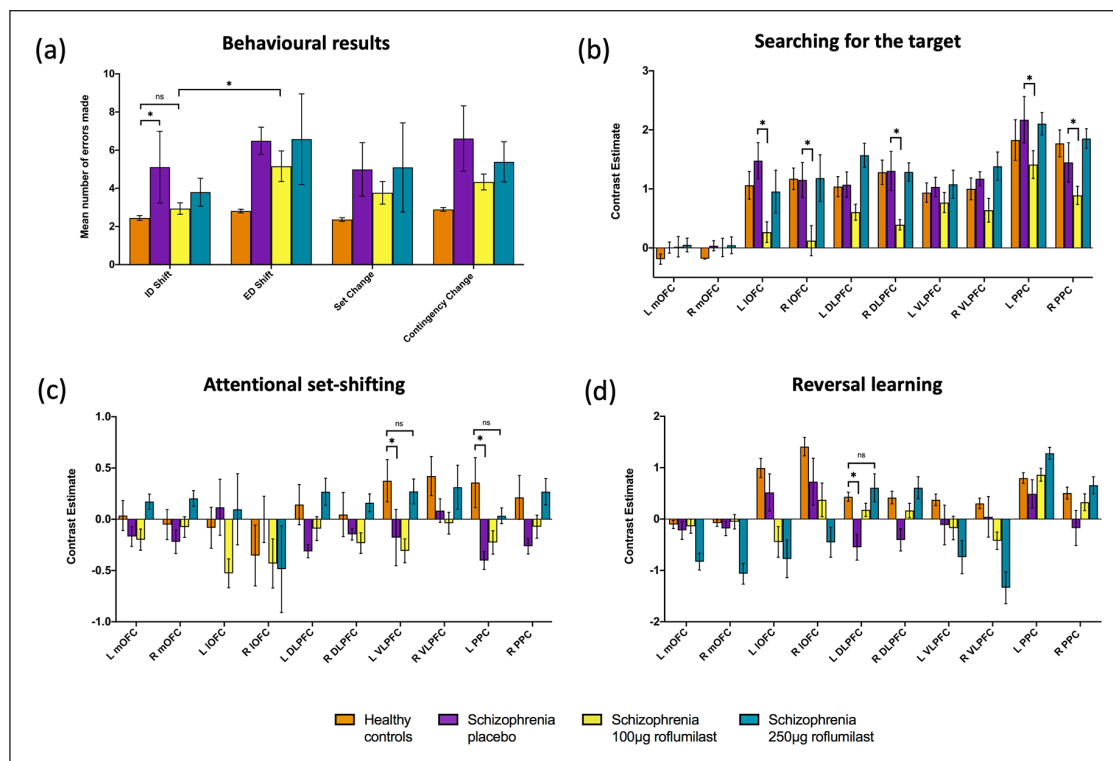 (a)
Behavioural results
Mean number of errors made
10
8
6
4
2
0
ns
*
*
ID Shift
ED Shift
Set Change
Contingency Change
(b)
Searching for the target
Contrast Estimate
3
2
1
0
*
*
*
*
*
L mOFC
R mOFC
L lOFC
R lOFC
L DLPFC
R DLPFC
L VLPFC
R VLPFC
L PPC
R PPC
(c)
Attentional set-shifting
Contrast Estimate
1.0
0.5
0.0
-0.5
-1.0
ns
*
ns
*
L mOFC
R mOFC
L lOFC
R lOFC
L DLPFC
R DLPFC
L VLPFC
R VLPFC
L PPC
R PPC
(d)
Reversal learning
Contrast Estimate
2
1
0
-1
-2
ns
*
L mOFC
R mOFC
L lOFC
R lOFC
L DLPFC
R DLPFC
L VLPFC
R VLPFC
L PPC
R PPC
Healthy
controls
Schizophrenia
placebo
Schizophrenia
100μg roflumilast
Schizophrenia
250μg roflumilast